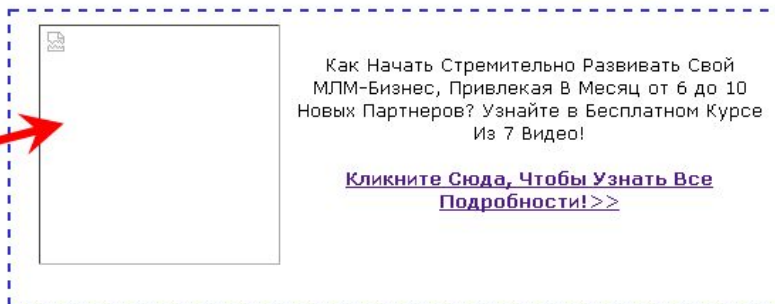 Как Начать Стремительно Развивать Свой
МЛМ-Бизнес, Привлекая В Месяц от 6 до 10
Новых Партнеров? Узнайте в Бесплатном Курсе
Из 7 Видео!
Кликните Сюда, Чтобы Узнать Все
Подробности!>>